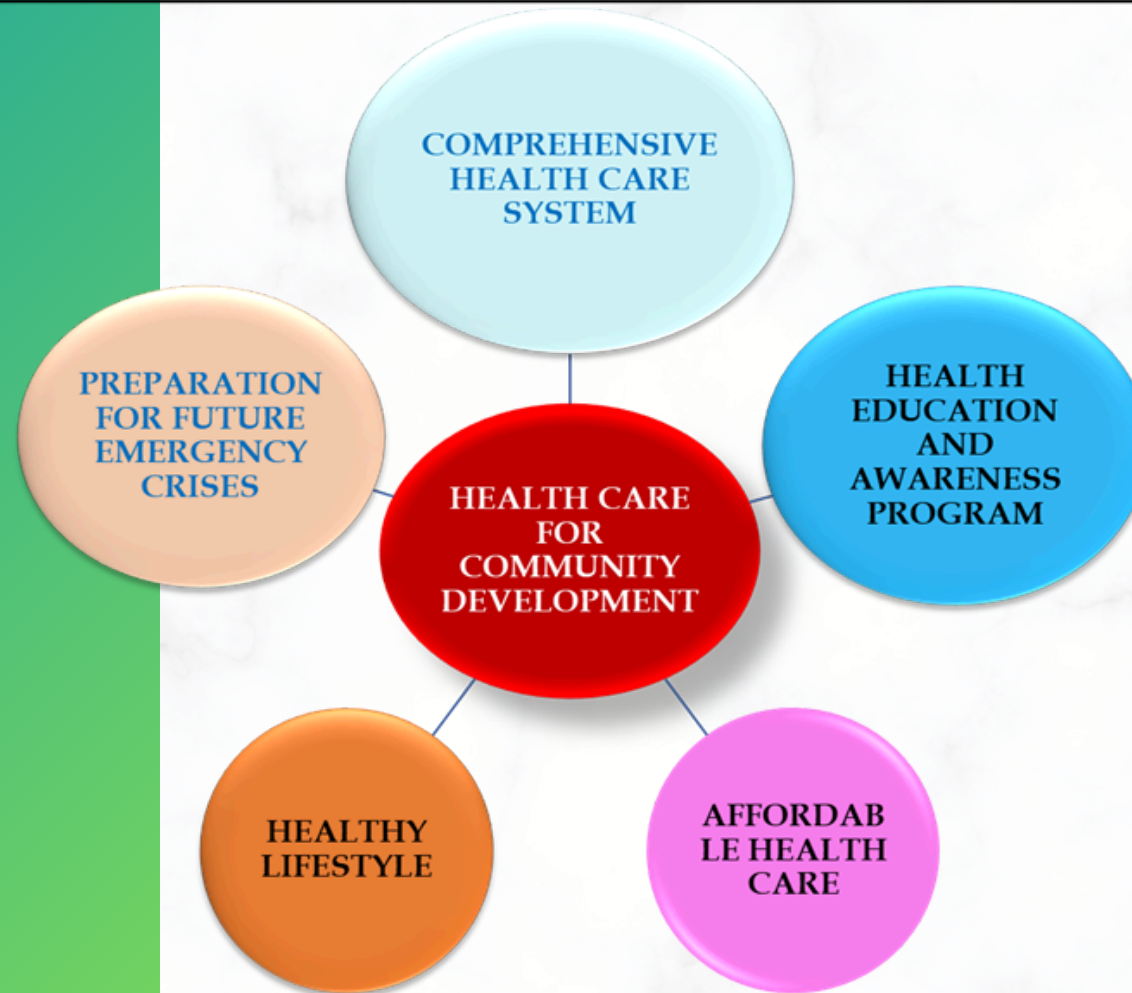 COMPREHENSIVE
HEALTH CARE
SYSTEM
PREPARATION
FOR FUTURE
EMERGENCY
CRISES
HEALTH
EDUCATION
AND
AWARENESS
PROGRAM
HEALTH CARE
FOR
COMMUNITY
DEVELOPMENT
HEALTHY
LIFESTYLE
AFFORDAB
LE HEALTH
CARE